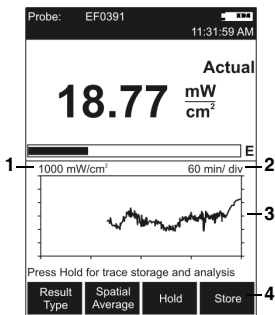 Probe: EF0391
11:31:59 AM
Actual
18.77 mW/cm²
E
1 1000 mW/cm² 60 min/ div 2
3
Press Hold for trace storage and analysis
Result Type Spatial Average Hold Store 4